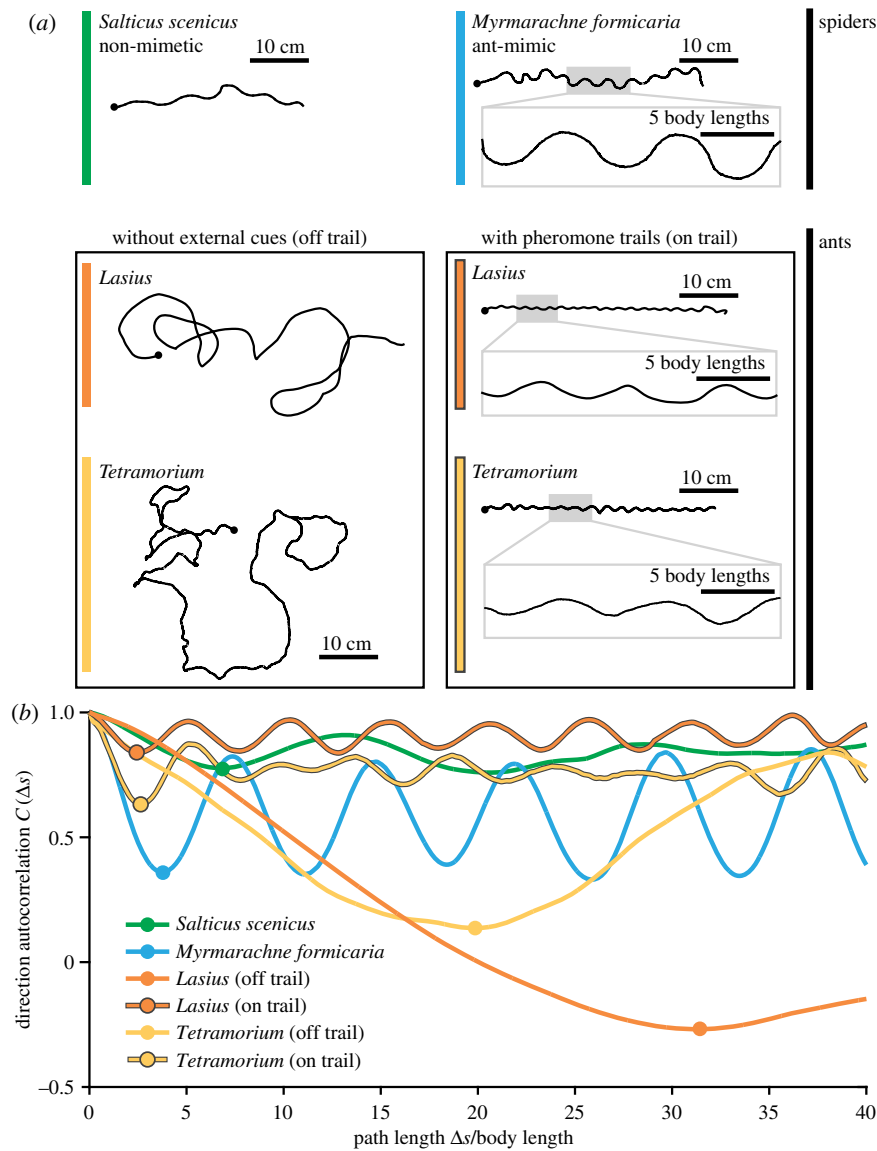 (a)
Salticus scenicus
non-mimetic
10 cm
Myrmarachne formicaria
ant-mimic
10 cm
5 body lengths
spiders
without external cues (off trail)
with pheromone trails (on trail)
ants
Lasius
Lasius
10 cm
5 body lengths
Tetramorium
10 cm
Tetramorium
10 cm
5 body lengths
(b)
1.0
0.5
0
–0.5
direction autocorrelation C (Δs)
Salticus scenicus
Myrmarachne formicaria
Lasius (off trail)
Lasius (on trail)
Tetramorium (off trail)
Tetramorium (on trail)
0 5 10 15 20 25 30 35 40
path length Δs/body length